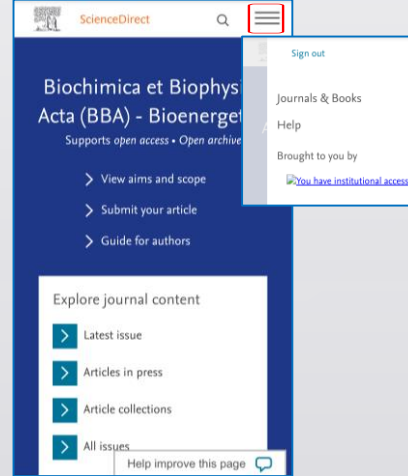 ScienceDirect
Sign out
Journals & Books
Help
Brought to you by
You have institutional access
Biochimica et Biophysi
Acta (BBA) - Bioenerget
Supports open access • Open archive
View aims and scope
Submit your article
Guide for authors
Explore journal content
Latest issue
Articles in press
Article collections
All issues
Help improve this page